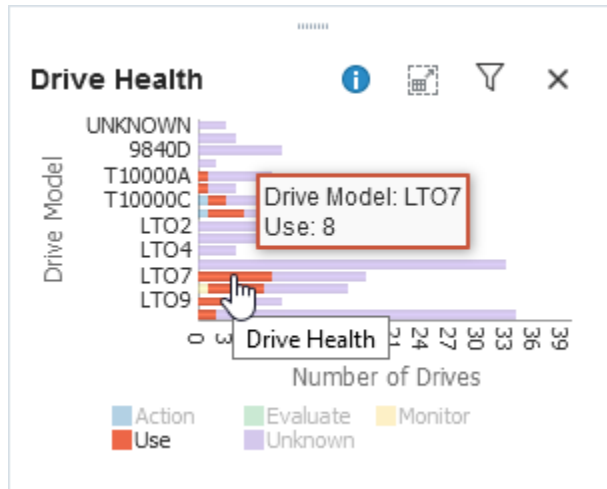 Drive Health
UNKNOWN
9840D
T10000A
T10000C
LTO2
LTO4
LTO7
LTO9
Drive Model
Drive Model: LTO7
Use: 8
Drive Health
0 3 21 24 27 30 33 36 39
Number of Drives
Action Evaluate Monitor
Use Unknown